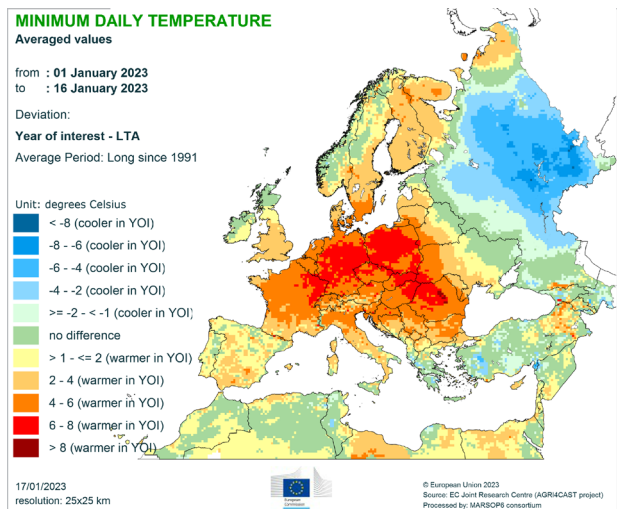 MINIMUM DAILY TEMPERATURE
Averaged values
from : 01 January 2023
to : 16 January 2023
Deviation:
Year of interest - LTA
Average Period: Long since 1991
Unit: degrees Celsius
< -8 (cooler in YOI)
-8 - -6 (cooler in YOI)
-6 - -4 (cooler in YOI)
-4 - -2 (cooler in YOI)
>= -2 - < -1 (cooler in YOI)
no difference
> 1 - <= 2 (warmer in YOI)
2 - 4 (warmer in YOI)
4 - 6 (warmer in YOI)
6 - 8 (warmer in YOI)
> 8 (warmer in YOI)
17/01/2023
resolution: 25x25 km
European
Commission
© European Union 2023
Source: EC Joint Research Centre (AGRI4CAST project)
Processed by: MARSOP6 consortium